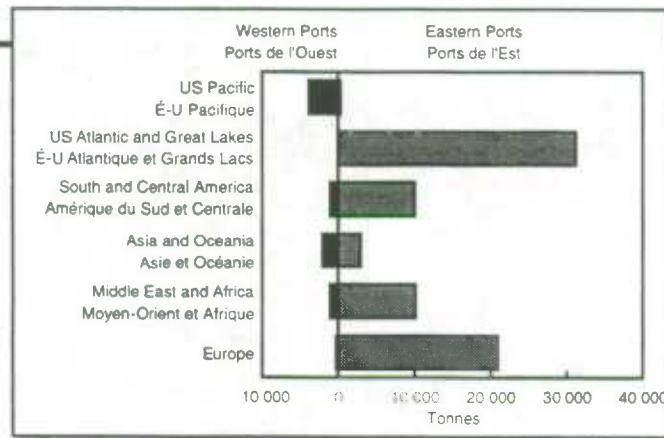 Western Ports
Ports de l'Ouest
Eastern Ports
Ports de l'Est
US Pacific
É-U Pacifique
US Atlantic and Great Lakes
É-U Atlantique et Grands Lacs
South and Central America
Amérique du Sud et Centrale
Asia and Oceania
Asie et Océanie
Middle East and Africa
Moyen-Orient et Afrique
Europe
10 000 0 10 000 20 000 30 000 40 000
Tonnes